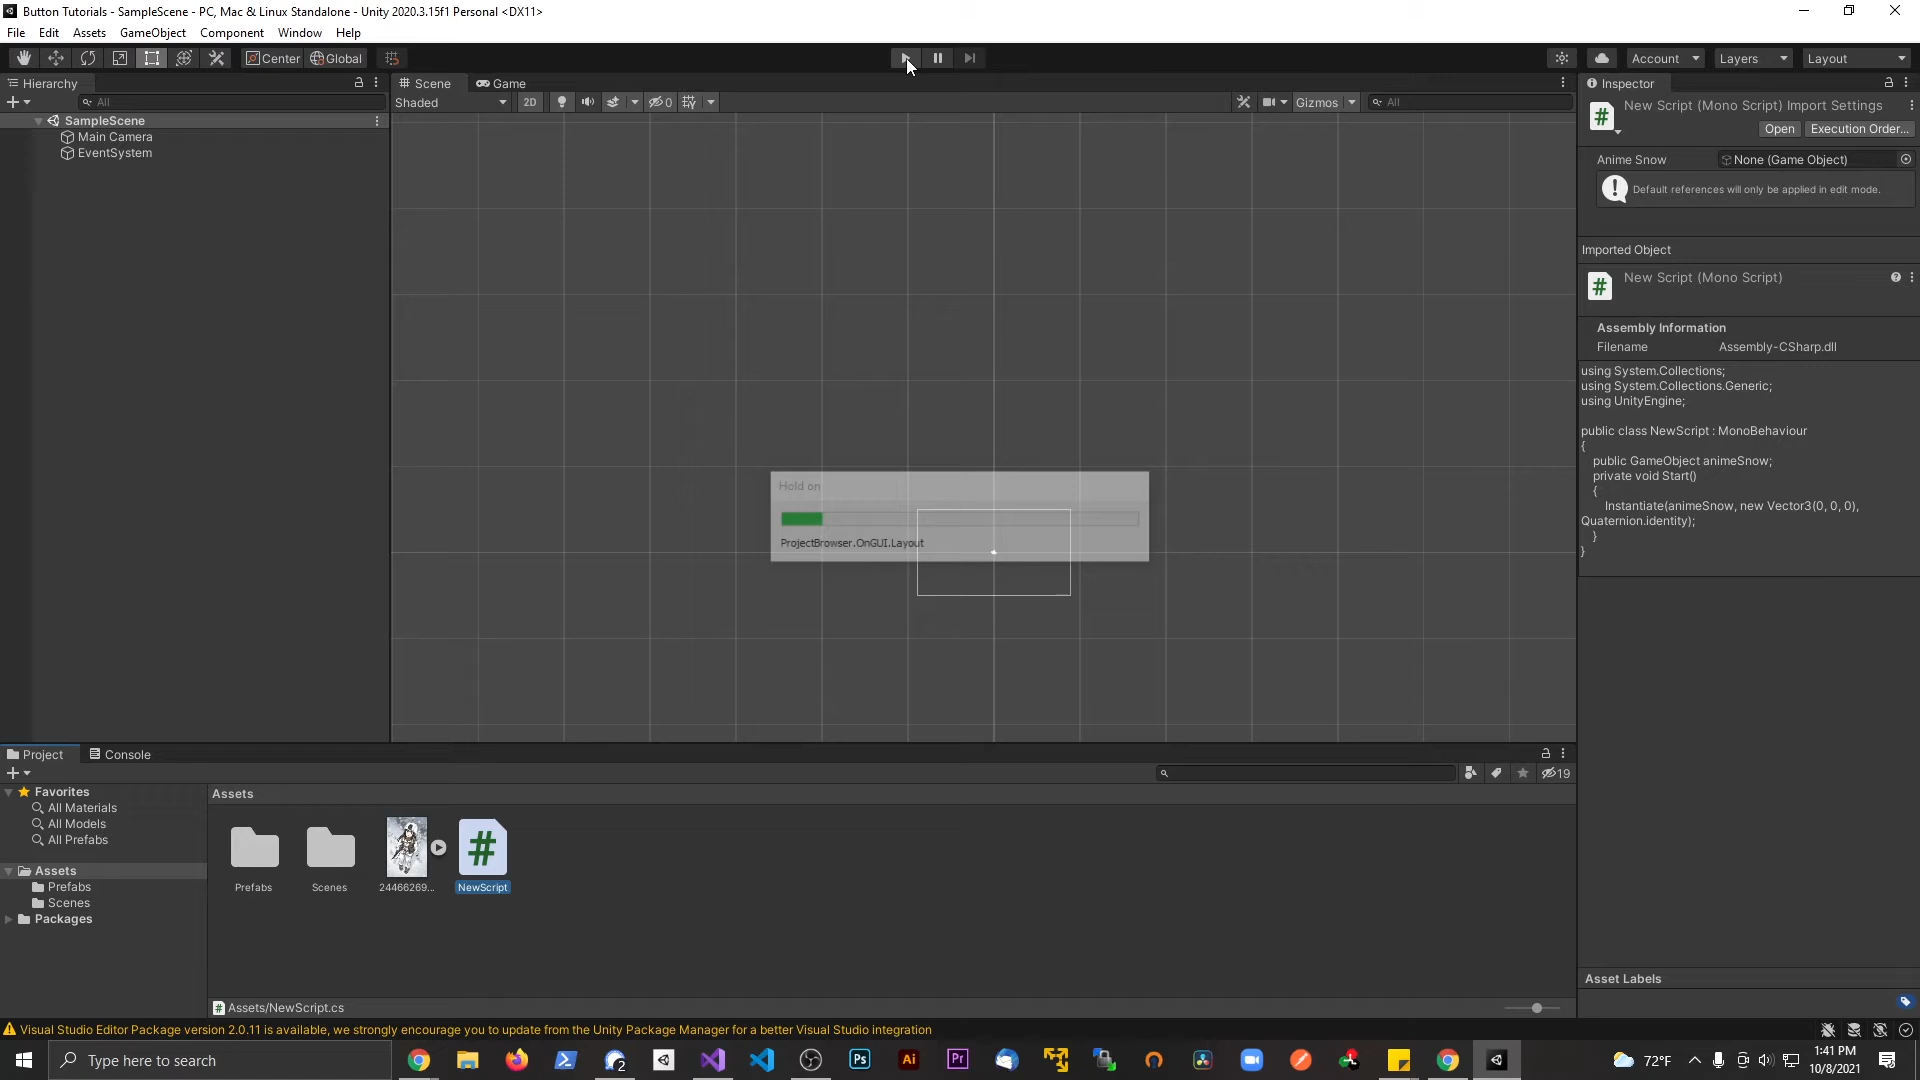 Button Tutorials - SampleScene - PC, Mac & Linux Standalone - Unity 2020.3.15f1 Personal <DX11>
File Edit Assets GameObject Component Window Help
Center Global Account Layers Layout
Hierarchy
All
SampleScene
Main Camera
EventSystem
Scene Game
Shaded 2D 0 Gizmos All
Hold on
ProjectBrowser.OnGUI.Layout
Inspector
New Script (Mono Script) Import Settings
Open Execution Order...
Anime Snow None (Game Object)
Default references will only be applied in edit mode.
Imported Object
New Script (Mono Script)
Assembly Information
Filename Assembly-CSharp.dll
using System.Collections;
using System.Collections.Generic;
using UnityEngine;
public class NewScript : MonoBehaviour
{
public GameObject animeSnow;
private void Start()
{
Instantiate(animeSnow, new Vector3(0, 0, 0),
Quaternion.identity);
}
}
Asset Labels
Project Console
19
Favorites
All Materials
All Models
All Prefabs
Assets
Prefabs
Scenes
Packages
Assets
Prefabs Scenes 24466269... NewScript
Assets/NewScript.cs
Visual Studio Editor Package version 2.0.11 is available, we strongly encourage you to update from the Unity Package Manager for a better Visual Studio integration
Type here to search
2
Ps Ai Pr
72°F
1:41 PM
10/8/2021